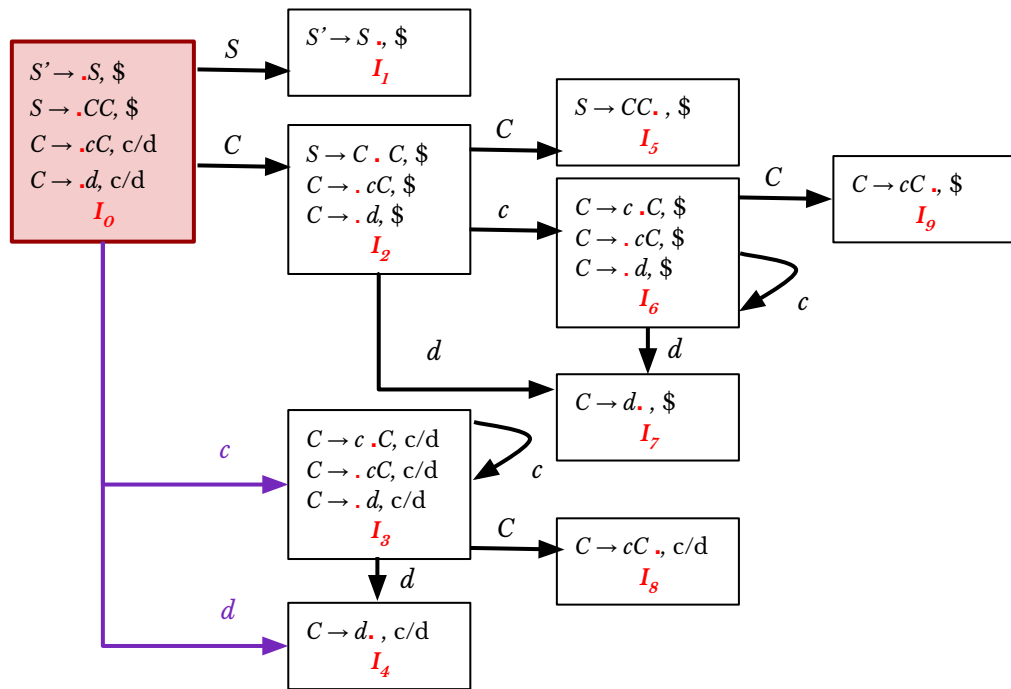 S' → .S, $
S → .CC, $
C → .cC, c/d
C → .d, c/d
I₀
S
S' → S ., $
I₁
C
S → C . C, $
C → . cC, $
C → . d, $
I₂
C
S → CC. , $
I₅
c
C → c .C, $
C → . cC, $
C → . d, $
I₆
C
C → cC ., $
I₉
c
d
d
C → d. , $
I₇
c
C → c .C, c/d
C → . cC, c/d
C → . d, c/d
I₃
c
C
C → cC ., c/d
I₈
d
d
C → d. , c/d
I₄